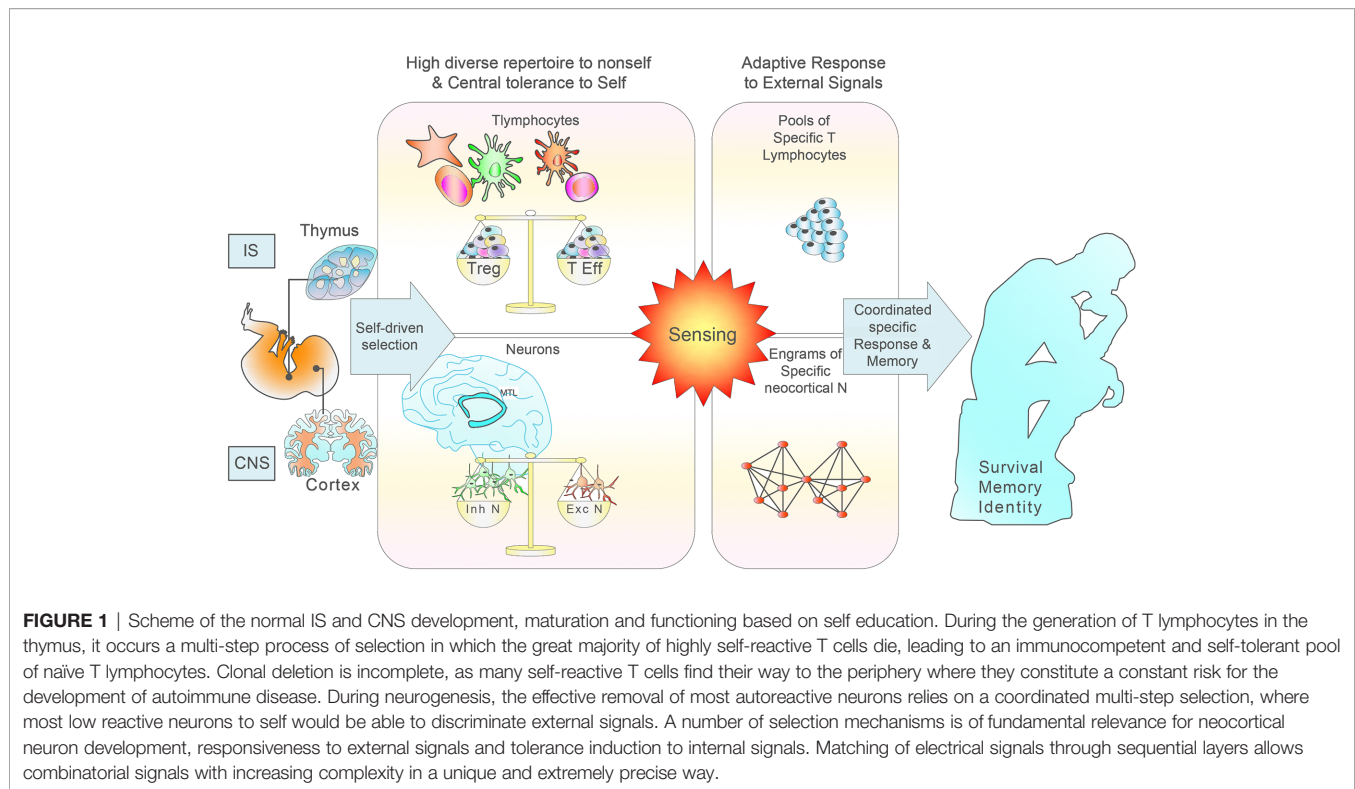 High diverse repertoire to nonself
& Central tolerance to Self
Adaptive Response
to External Signals
Tlymphocytes
Pools of
Specific T
Lymphocytes
IS
Thymus
Treg
T Eff
Self-driven
selection
Sensing
Coordinated
specific
Response &
Memory
Neurons
Engrams of
Specific
neocortical N
MTL
CNS
Cortex
Inh N
Exc N
Survival
Memory
Identity
FIGURE 1 | Scheme of the normal IS and CNS development, maturation and functioning based on self education. During the generation of T lymphocytes in the
thymus, it occurs a multi-step process of selection in which the great majority of highly self-reactive T cells die, leading to an immunocompetent and self-tolerant pool
of naïve T lymphocytes. Clonal deletion is incomplete, as many self-reactive T cells find their way to the periphery where they constitute a constant risk for the
development of autoimmune disease. During neurogenesis, the effective removal of most autoreactive neurons relies on a coordinated multi-step selection, where
most low reactive neurons to self would be able to discriminate external signals. A number of selection mechanisms is of fundamental relevance for neocortical
neuron development, responsiveness to external signals and tolerance induction to internal signals. Matching of electrical signals through sequential layers allows
combinatorial signals with increasing complexity in a unique and extremely precise way.